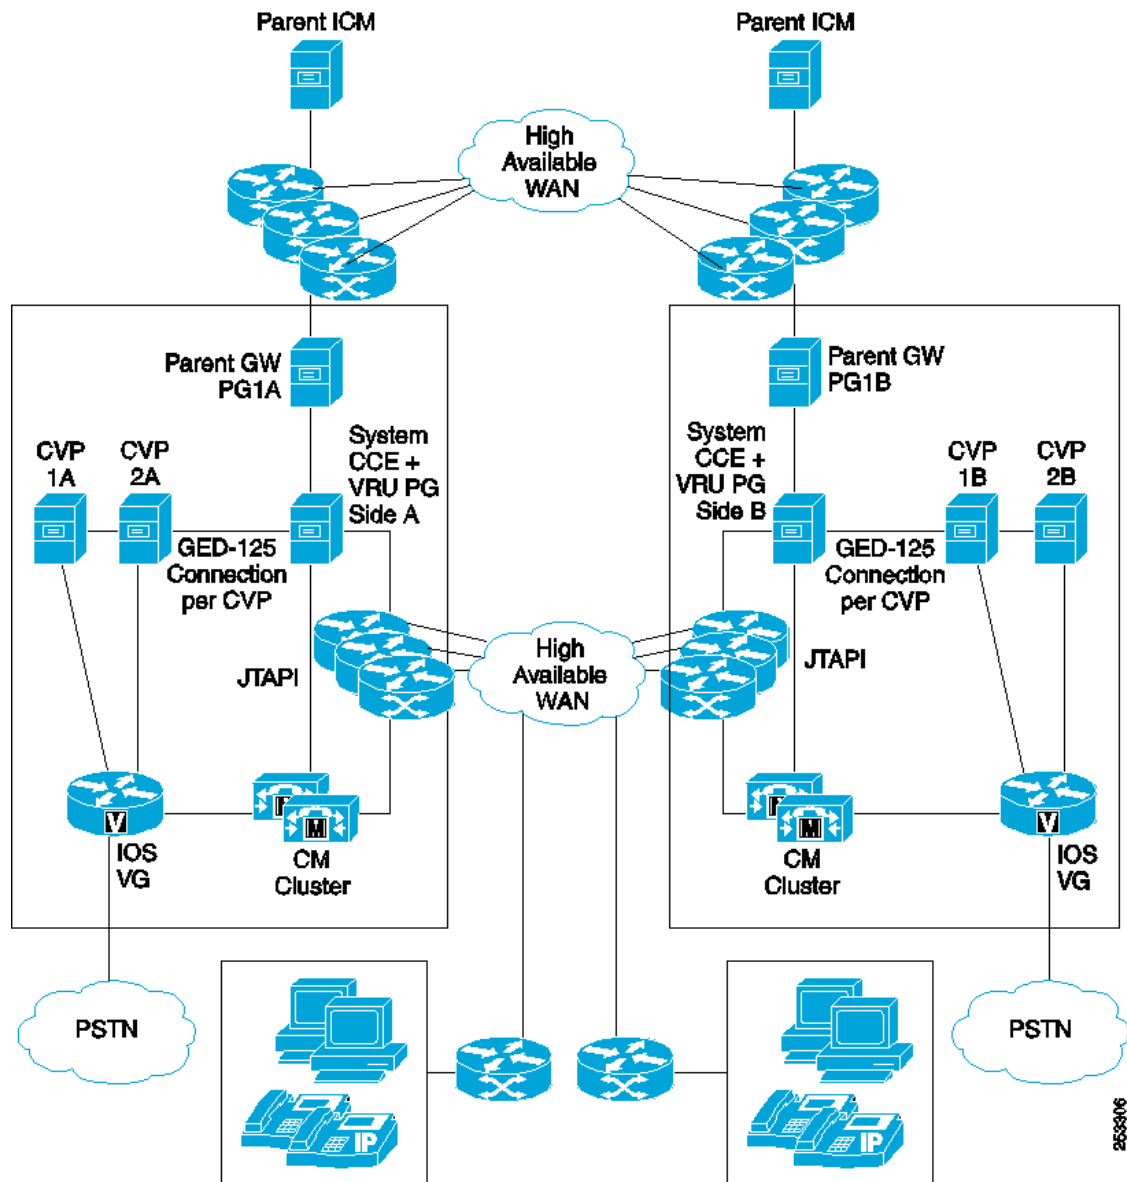 Parent ICM
Parent ICM
High
Available
WAN
Parent GW
PG1A
Parent GW
PG1B
System
CCE +
VRU PG
Side A
System
CCE +
VRU PG
Side B
CVP
1A
CVP
2A
CVP
1B
CVP
2B
GED-125
Connection
per CVP
GED-125
Connection
per CVP
High
Available
WAN
JTAPI
JTAPI
M
M
V
IOS
VG
CM
Cluster
CM
Cluster
V
IOS
VG
PSTN
PSTN
IP
IP
253306